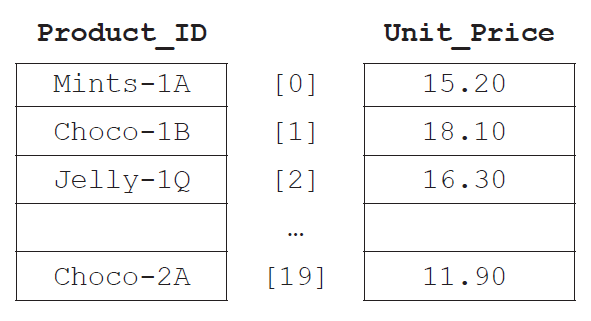 Product_ID Unit_Price
Mints-1A [0] 15.20
Choco-1B [1] 18.10
Jelly-1Q [2] 16.30
…
Choco-2A [19] 11.90